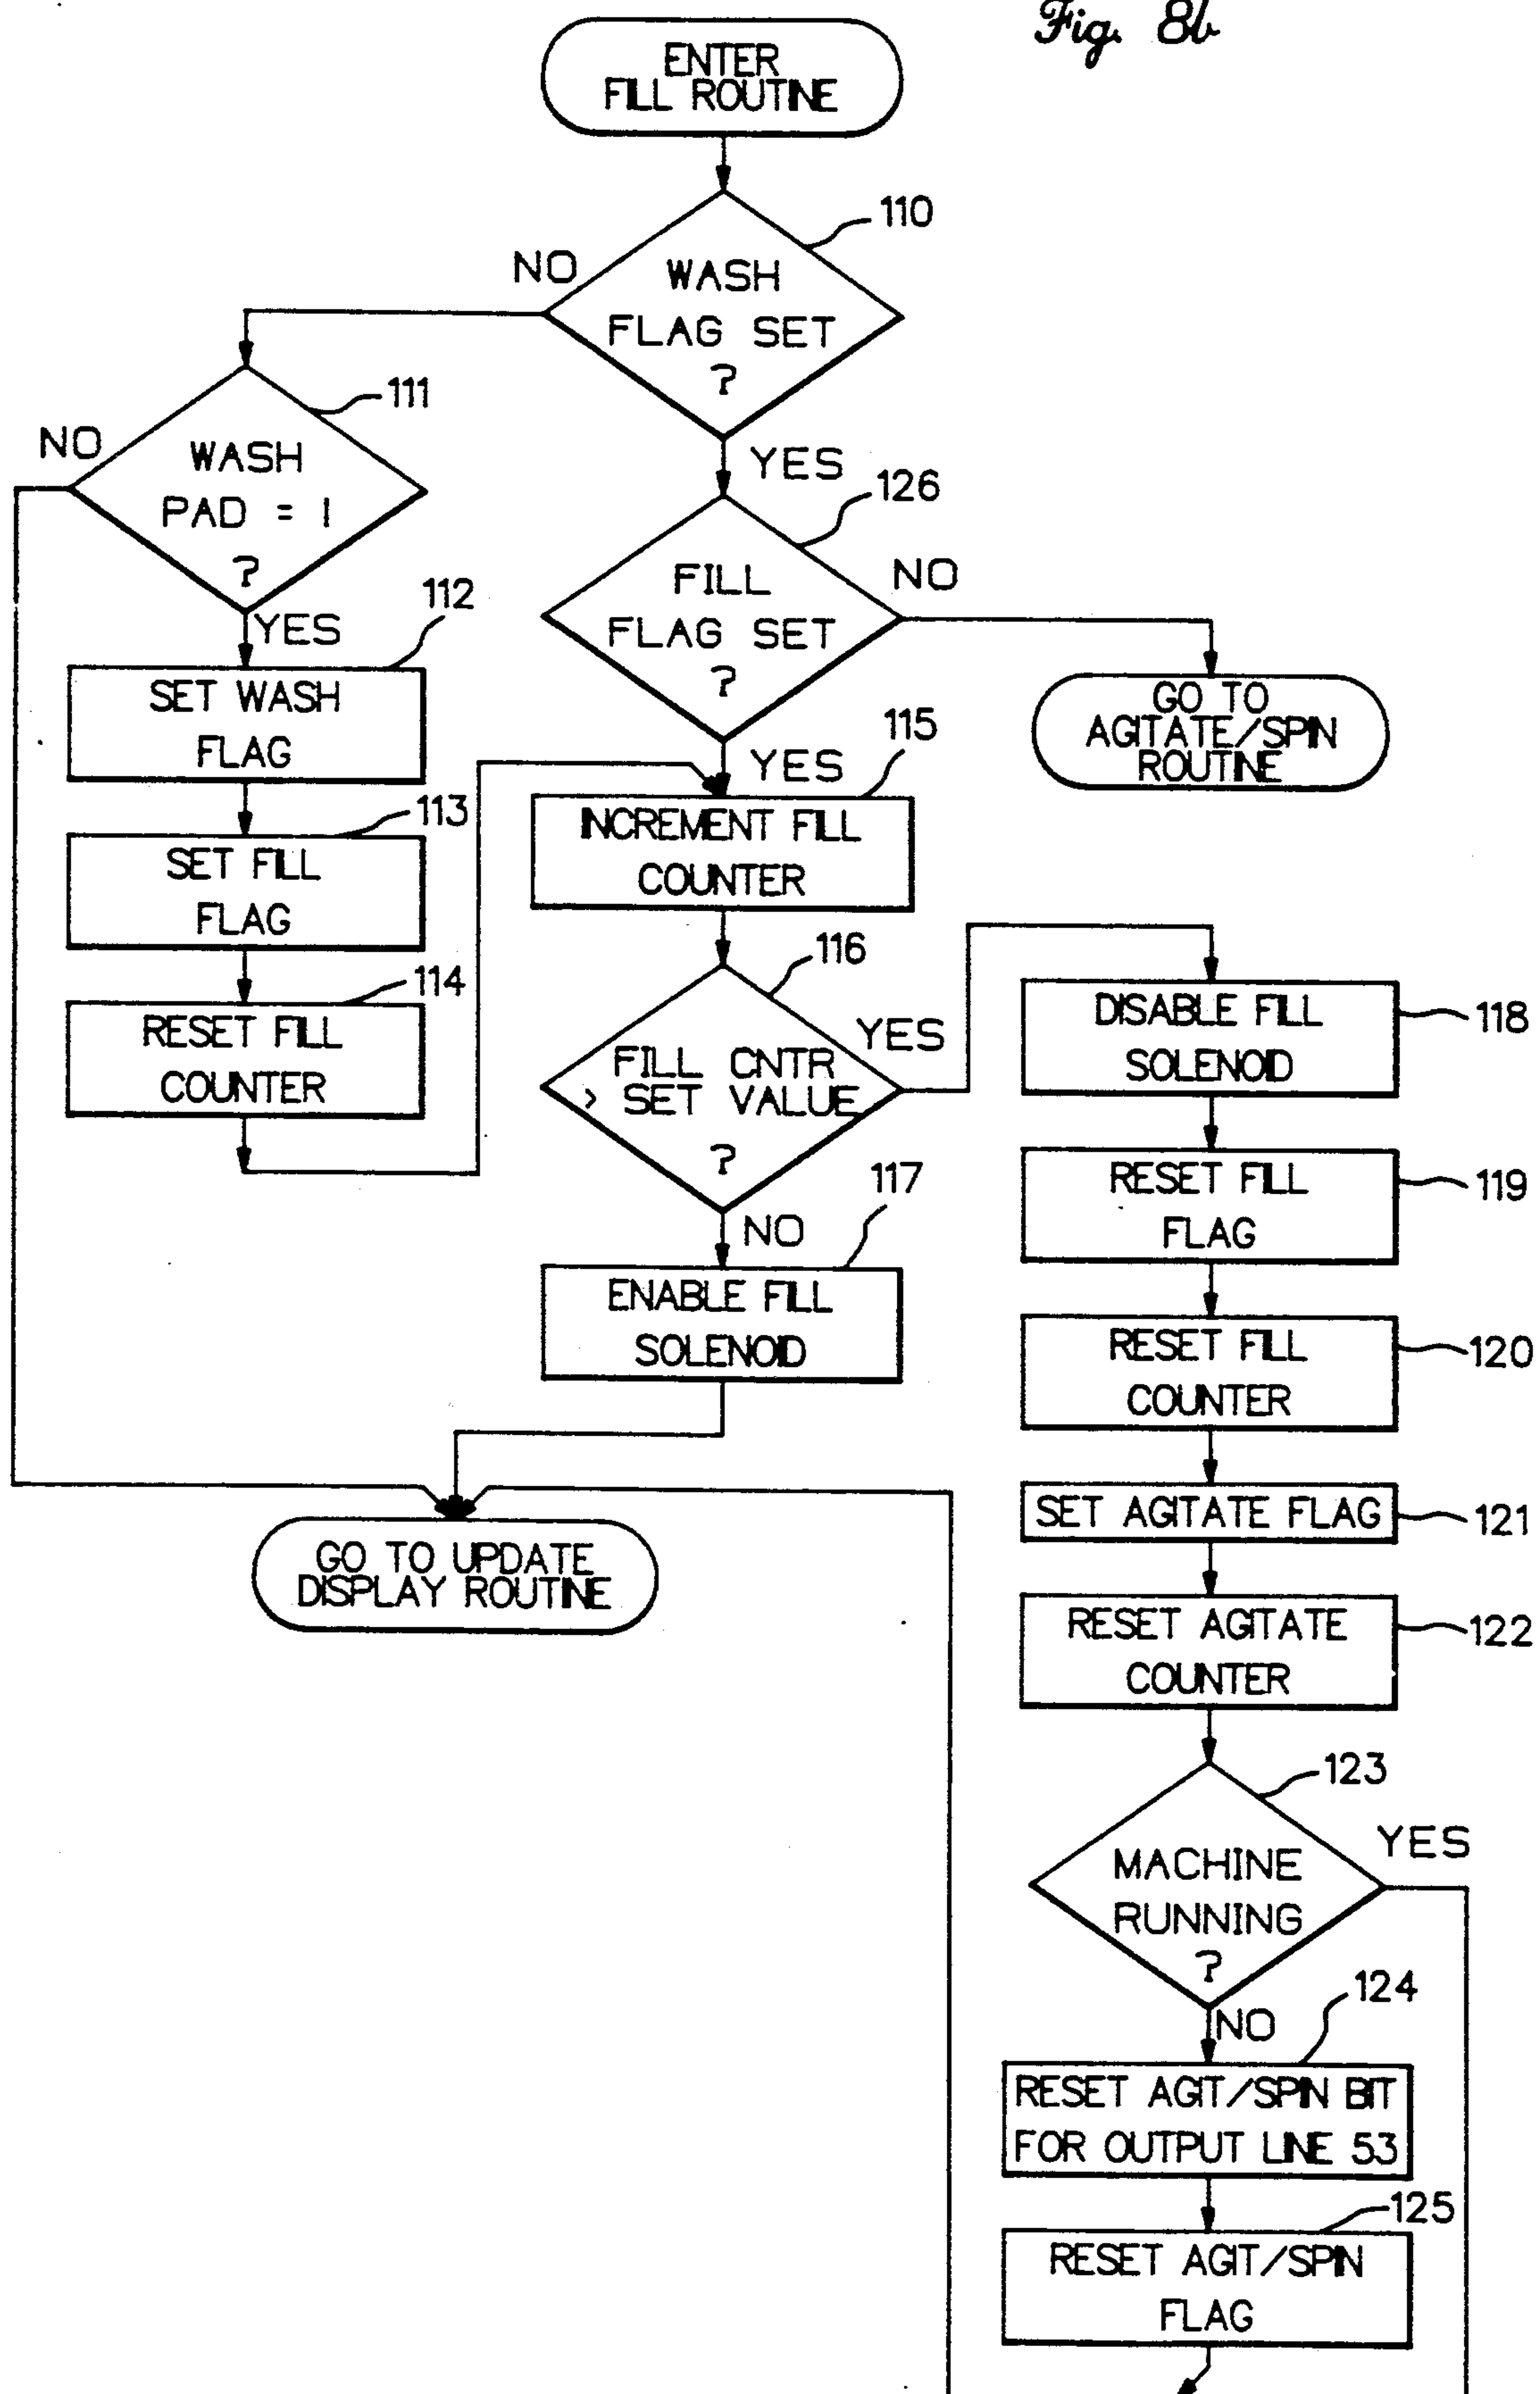 Fig. 8b
ENTER
FILL ROUTINE
110
NO
WASH
FLAG SET
?
YES
111
NO
WASH
PAD = 1
?
YES
126
FILL
FLAG SET
?
NO
YES
GO TO
AGITATE/SPIN
ROUTINE
112
SET WASH
FLAG
113
SET FILL
FLAG
114
RESET FILL
COUNTER
115
INCREMENT FILL
COUNTER
116
FILL CNTR
> SET VALUE
?
YES
NO
117
ENABLE FILL
SOLENOID
GO TO UPDATE
DISPLAY ROUTINE
DISABLE FILL
SOLENOID
118
RESET FILL
FLAG
119
RESET FILL
COUNTER
120
SET AGITATE FLAG
121
RESET AGITATE
COUNTER
122
123
MACHINE
RUNNING
?
YES
NO
124
RESET AGIT/SPIN BIT
FOR OUTPUT LINE 53
125
RESET AGIT/SPIN
FLAG